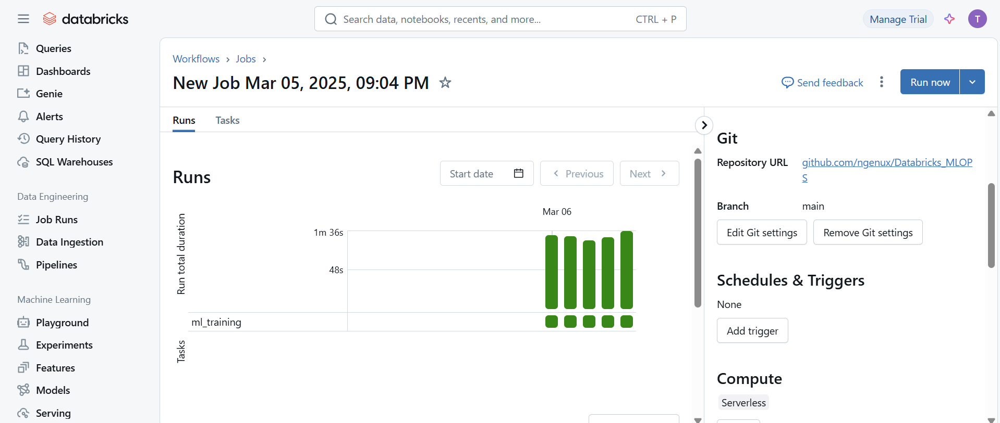 databricks
Search data, notebooks, recents, and more...
CTRL + P
Manage Trial
T
Queries
Dashboards
Genie
Alerts
Query History
SQL Warehouses
Data Engineering
Job Runs
Data Ingestion
Pipelines
Machine Learning
Playground
Experiments
Features
Models
Serving
Workflows › Jobs ›
New Job Mar 05, 2025, 09:04 PM
Send feedback
Run now
Runs
Tasks
Runs
Start date
Previous
Next
Mar 06
Run total duration
1m 36s
48s
ml_training
Tasks
Git
Repository URL
github.com/ngenux/Databricks_MLOP
S
Branch
main
Edit Git settings
Remove Git settings
Schedules & Triggers
None
Add trigger
Compute
Serverless